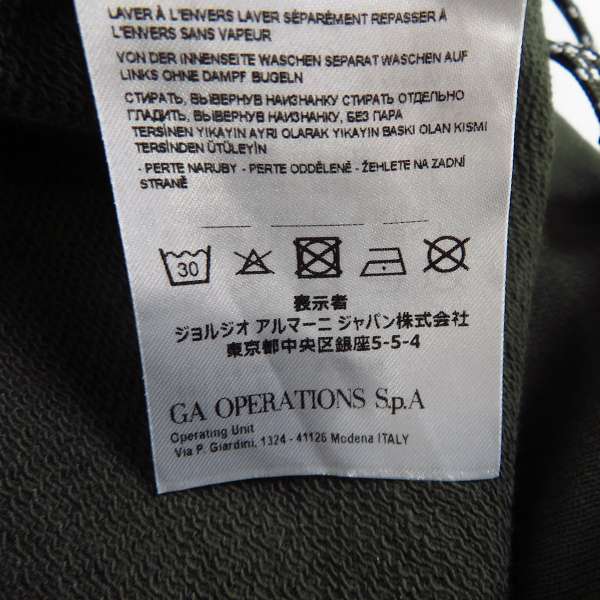 LAVER À L'ENVERS LAVER SÉPARÉMENT REPASSER À
L'ENVERS SANS VAPEUR
VON DER INNENSEITE WASCHEN SEPARAT WASCHEN AUF
LINKS OHNE DAMPF BUGELN
СТИРАТЬ, ВЫВЕРНУВ НАИЗНАНКУ СТИРАТЬ ОТДЕЛЬНО
ГЛАДИТЬ, ВЫВЕРНУВ НАИЗНАНКУ, БЕЗ ПАРА
TERSİNEN YIKAYIN AYRI OLARAK YIKAYIN BASKI OLAN KISMI
TERSİNDEN ÜTÜLEYİN
- PERTE NARUBY - PERTE ODDĚLENĚ - ŽEHLETE NA ZADNÍ
STRANĚ
30
表示者
ジョルジオ アルマーニ ジャパン株式会社
東京都中央区銀座5-5-4
GA OPERATIONS S.p.A
Operating Unit
Via P. Giardini, 1324 - 41126 Modena ITALY